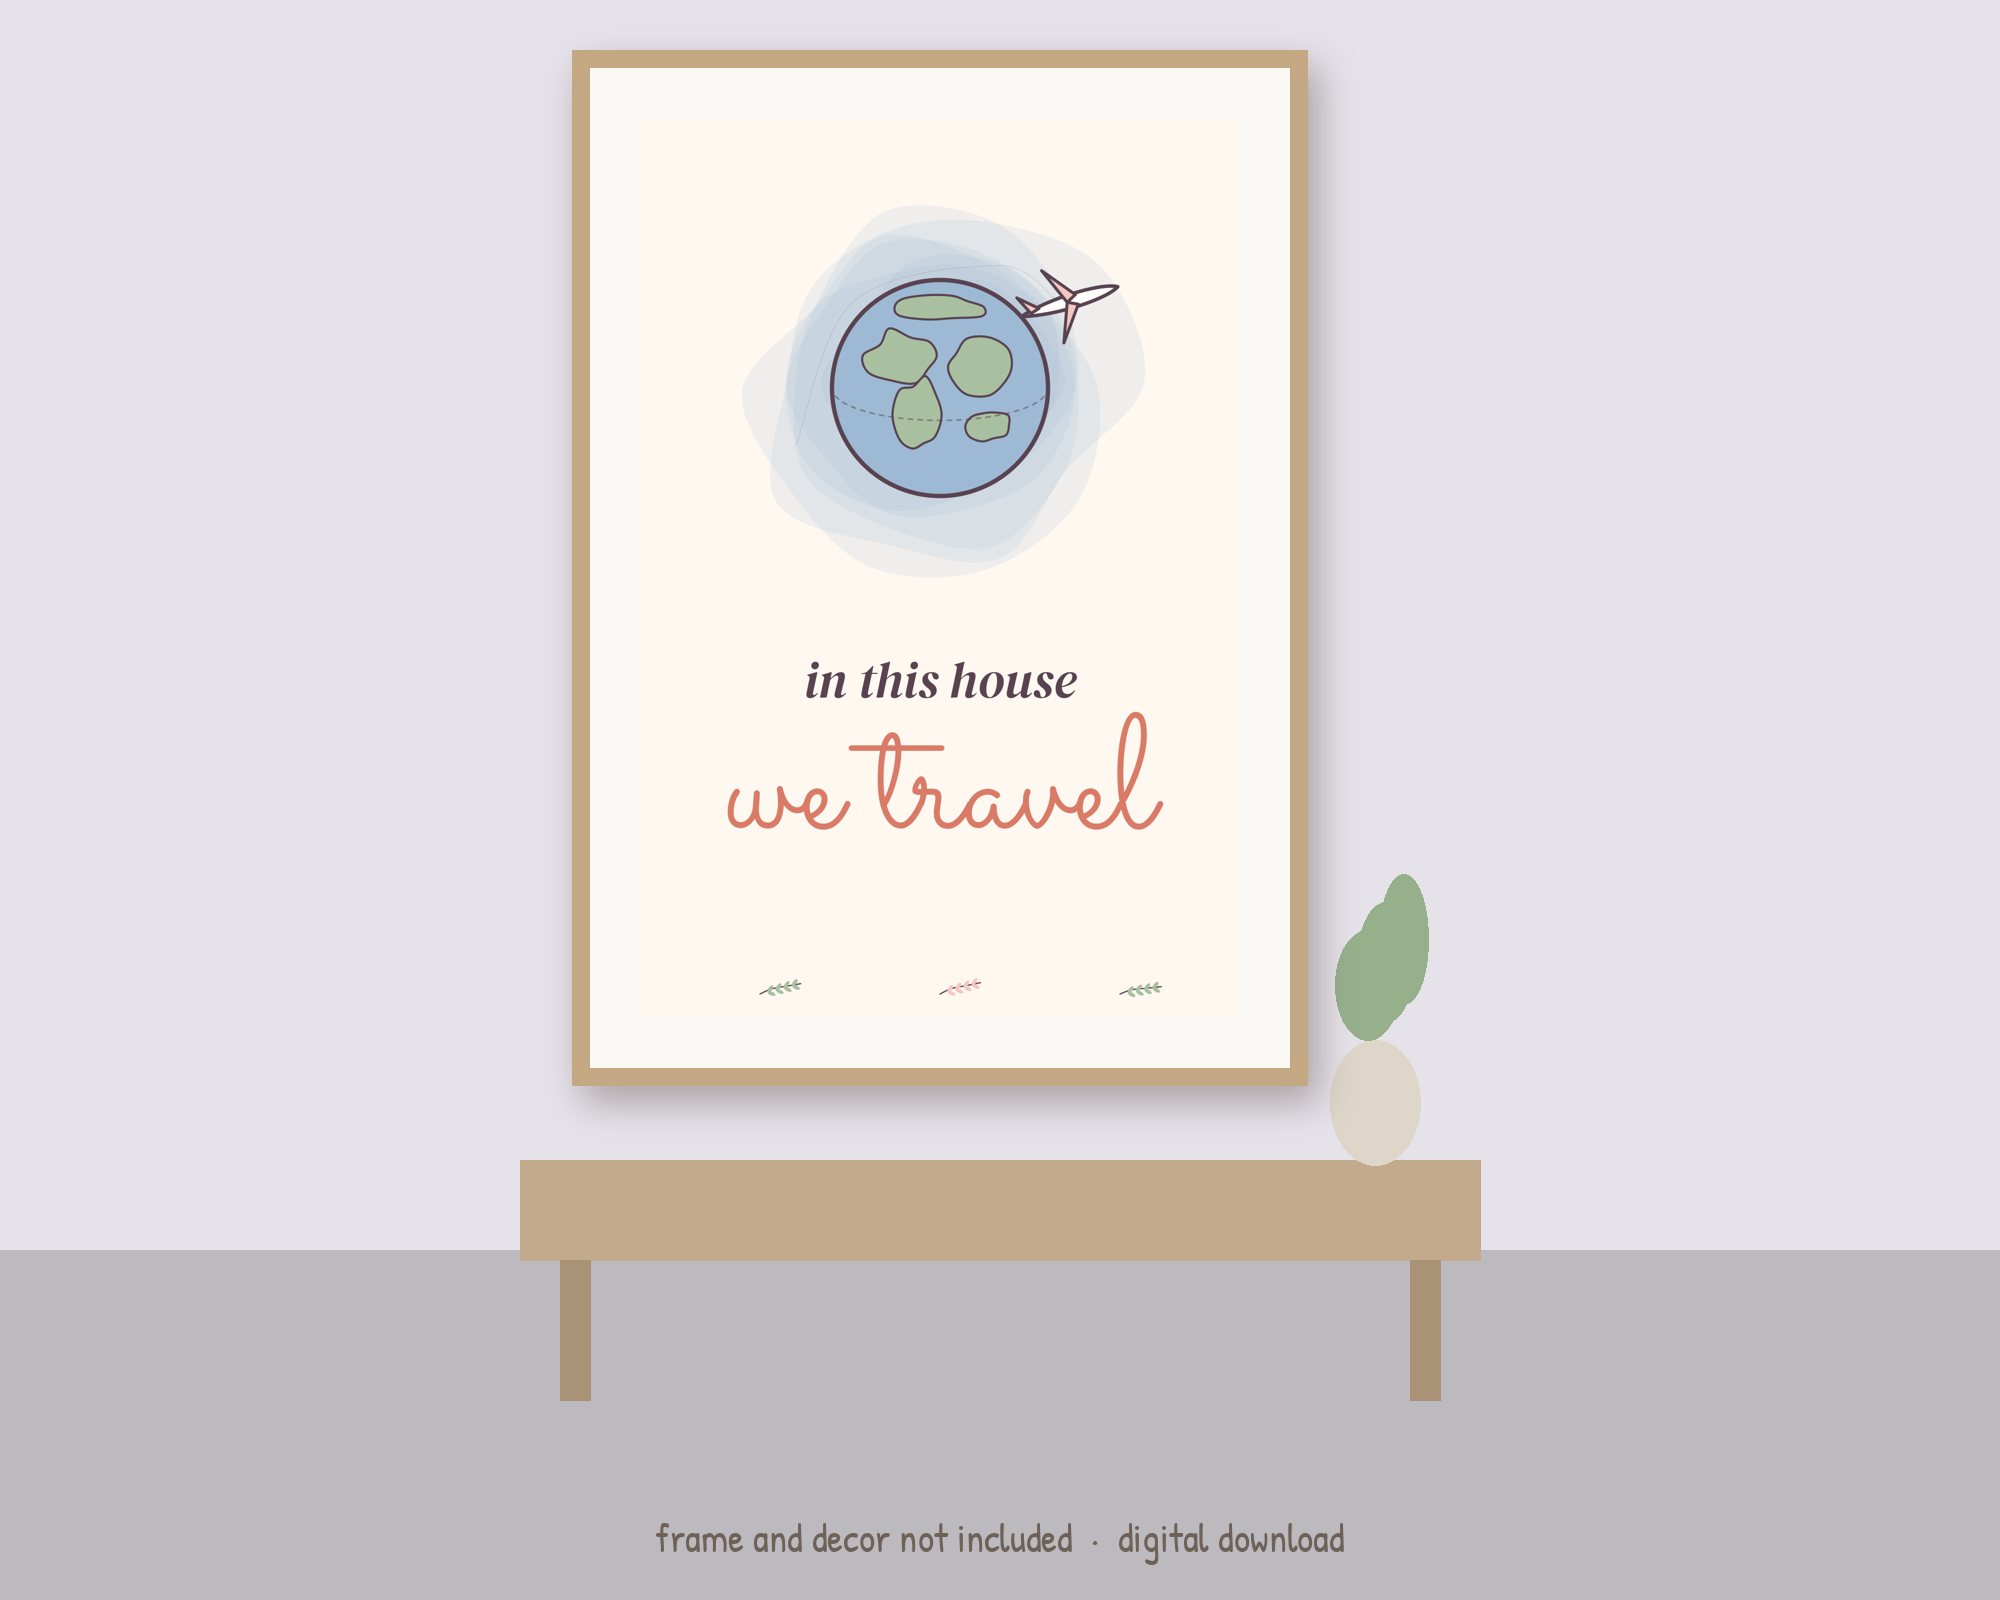 in this house
we travel
frame and decor not included · digital download